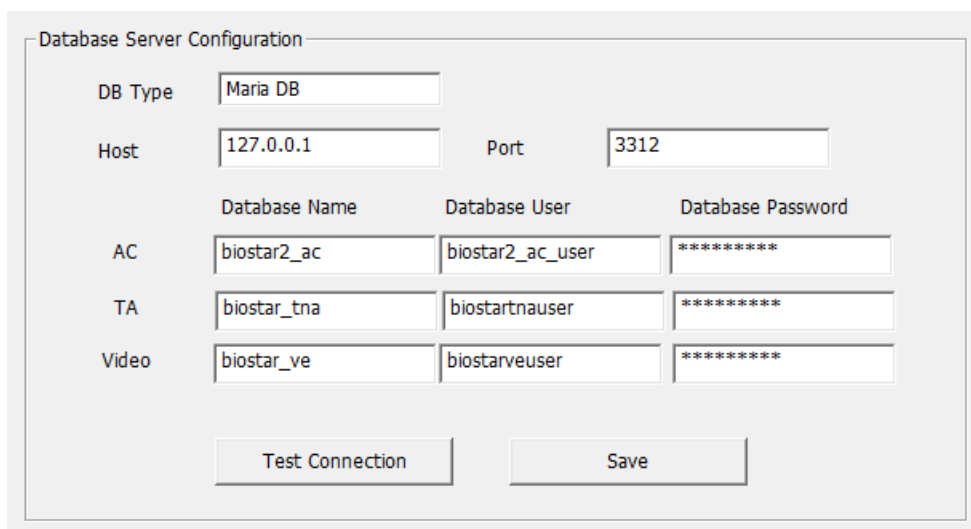 Database Server Configuration
DB Type Maria DB
Host 127.0.0.1 Port 3312
Database Name Database User Database Password
AC biostar2_ac biostar2_ac_user *********
TA biostar_tna biostartnauser *********
Video biostar_ve biostarveuser *********
Test Connection Save